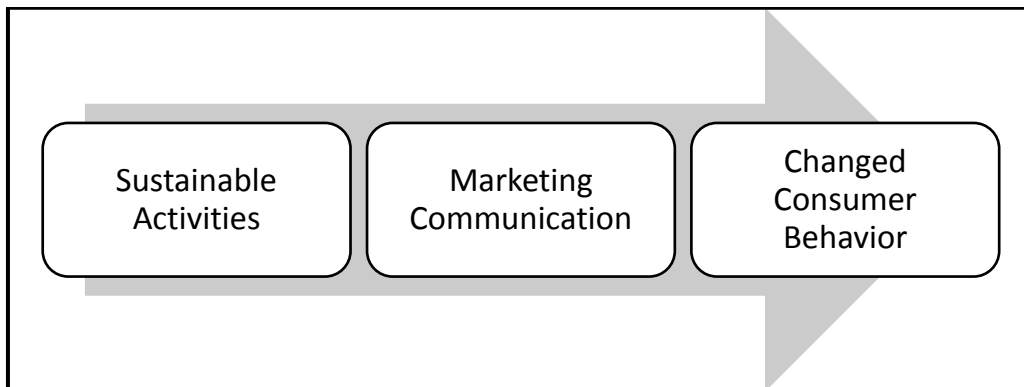 Sustainable
Activities
Marketing
Communication
Changed
Consumer
Behavior